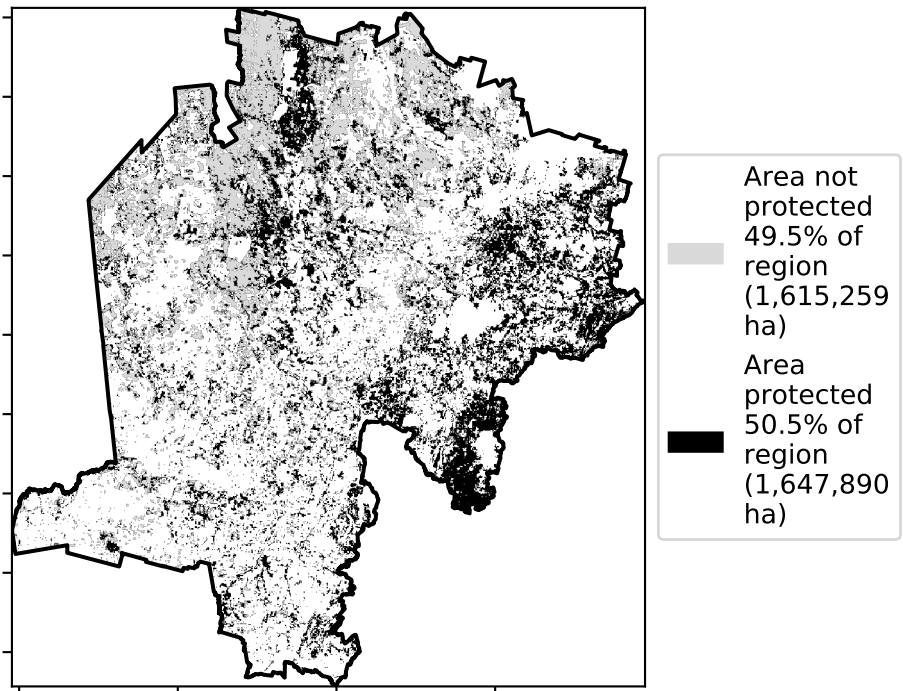 Area not
protected
49.5% of
region
(1,615,259
ha)
Area
protected
50.5% of
region
(1,647,890
ha)